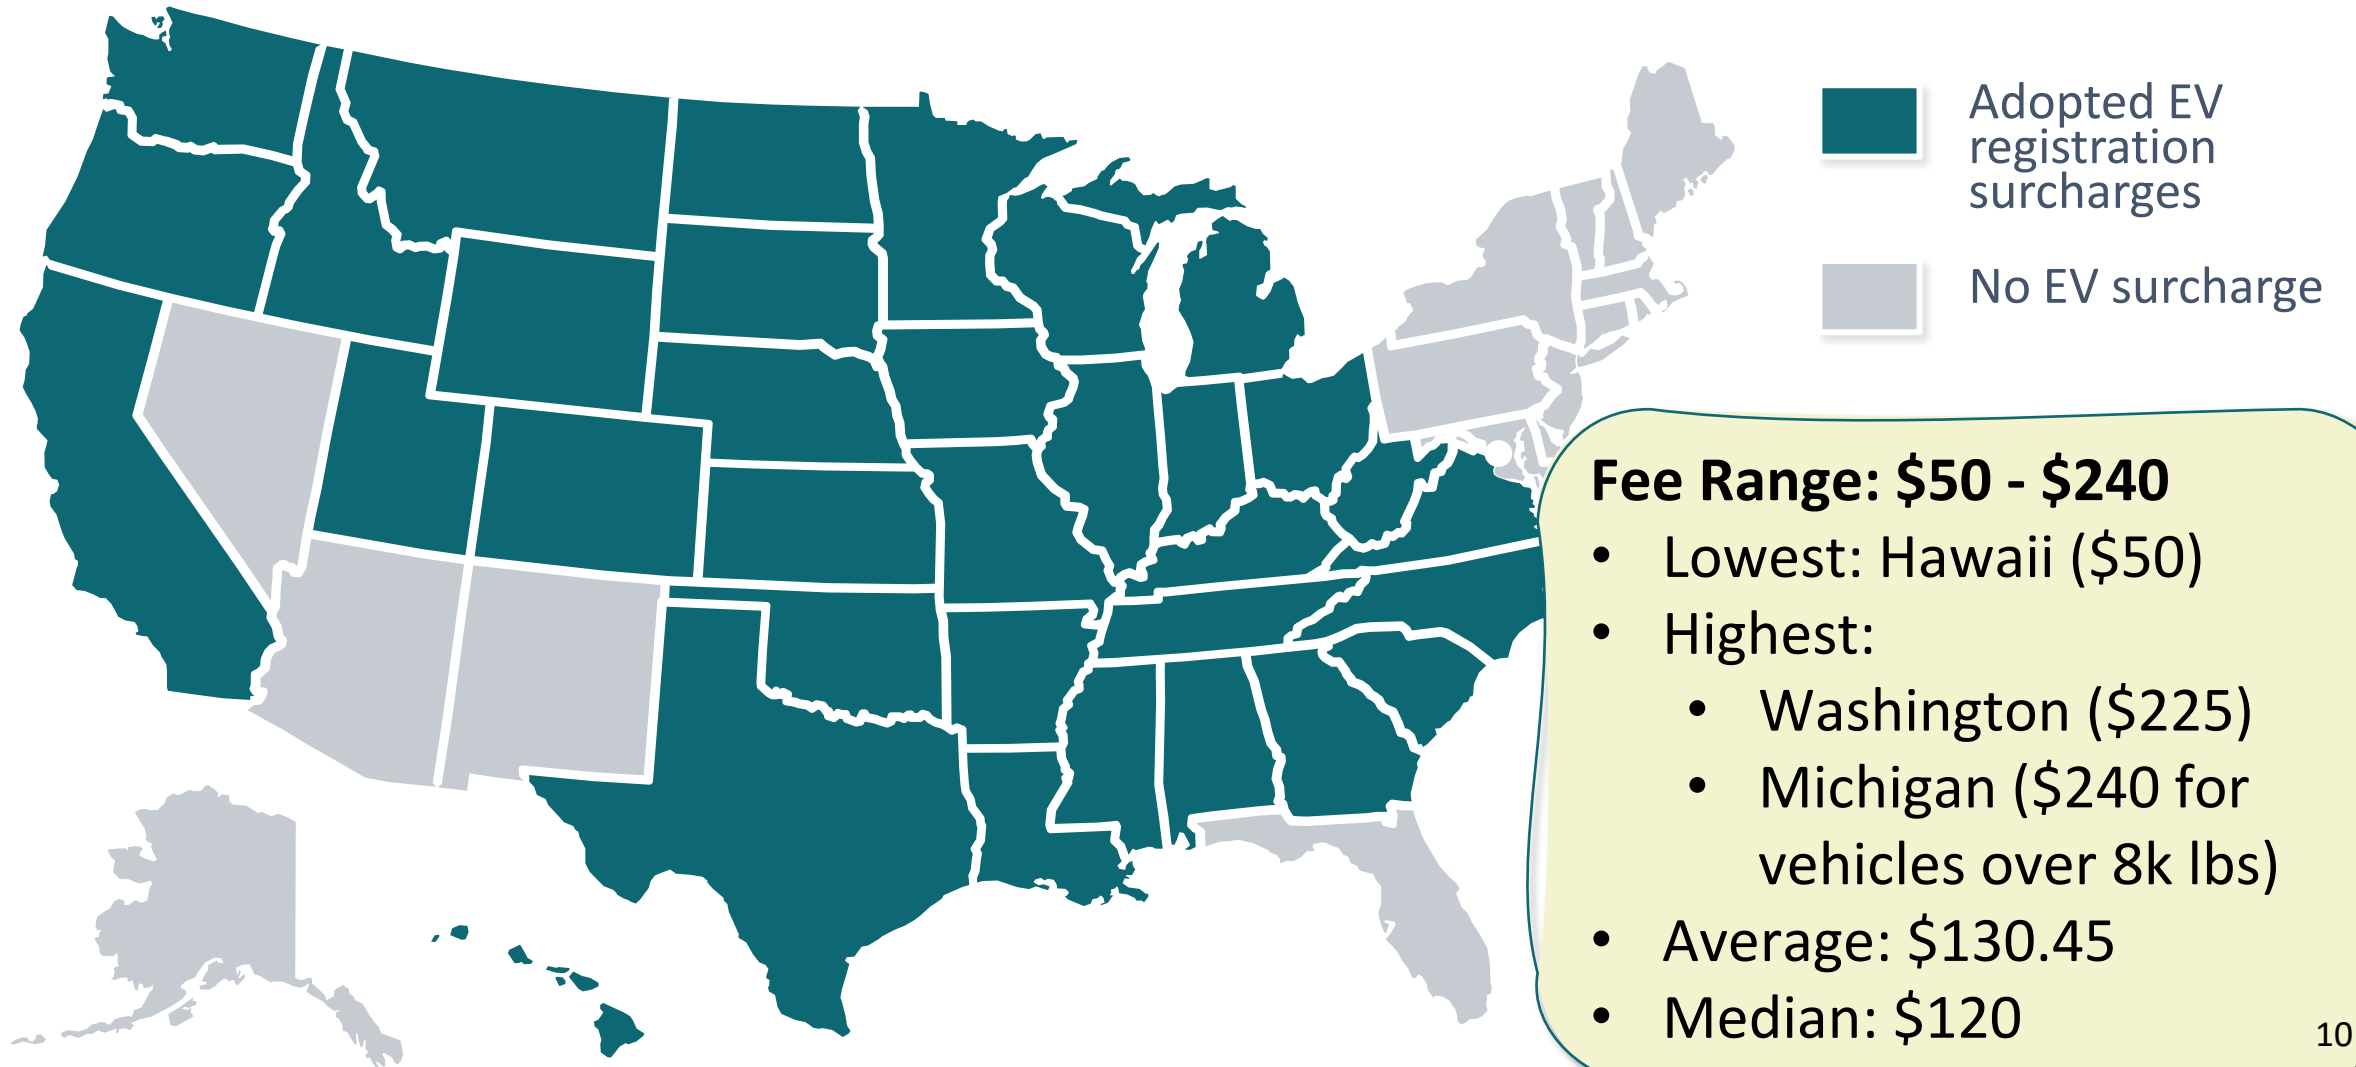 Adopted EV
registration
surcharges
No EV surcharge
Fee Range: $50 - $240
• Lowest: Hawaii ($50)
• Highest:
• Washington ($225)
• Michigan ($240 for
vehicles over 8k lbs)
• Average: $130.45
• Median: $120
10